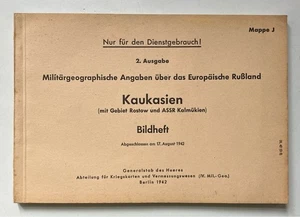 Mappe J
Nur für den Dienstgebrauch!
2. Ausgabe
Militärgeographische Angaben über das Europäische Rußland
Kaukasien
(mit Gebiet Rostow und ASSR Kalmükien)
Bildheft
Abgeschlossen am 17. August 1942
Generalstab des Heeres
Abteilung für Kriegskarten und Vermessungswesen (IV. Mil.-Geo.)
Berlin 1942